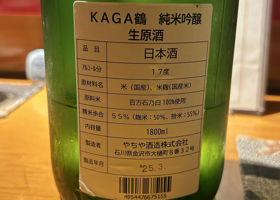 KAGA鶴 純米吟醸
生原酒
品目 日本酒
アルコール分 17度
原材料名 米(国産)、米麹(国産米)
原料米 百万石乃白100%使用
精米歩合 55%(麹米:50%、掛米:55%)
内容量 1800ml
製造者 やちや酒造株式会社
石川県金沢市大樋町8番32号
製造年月 '25.3.
4954476675155